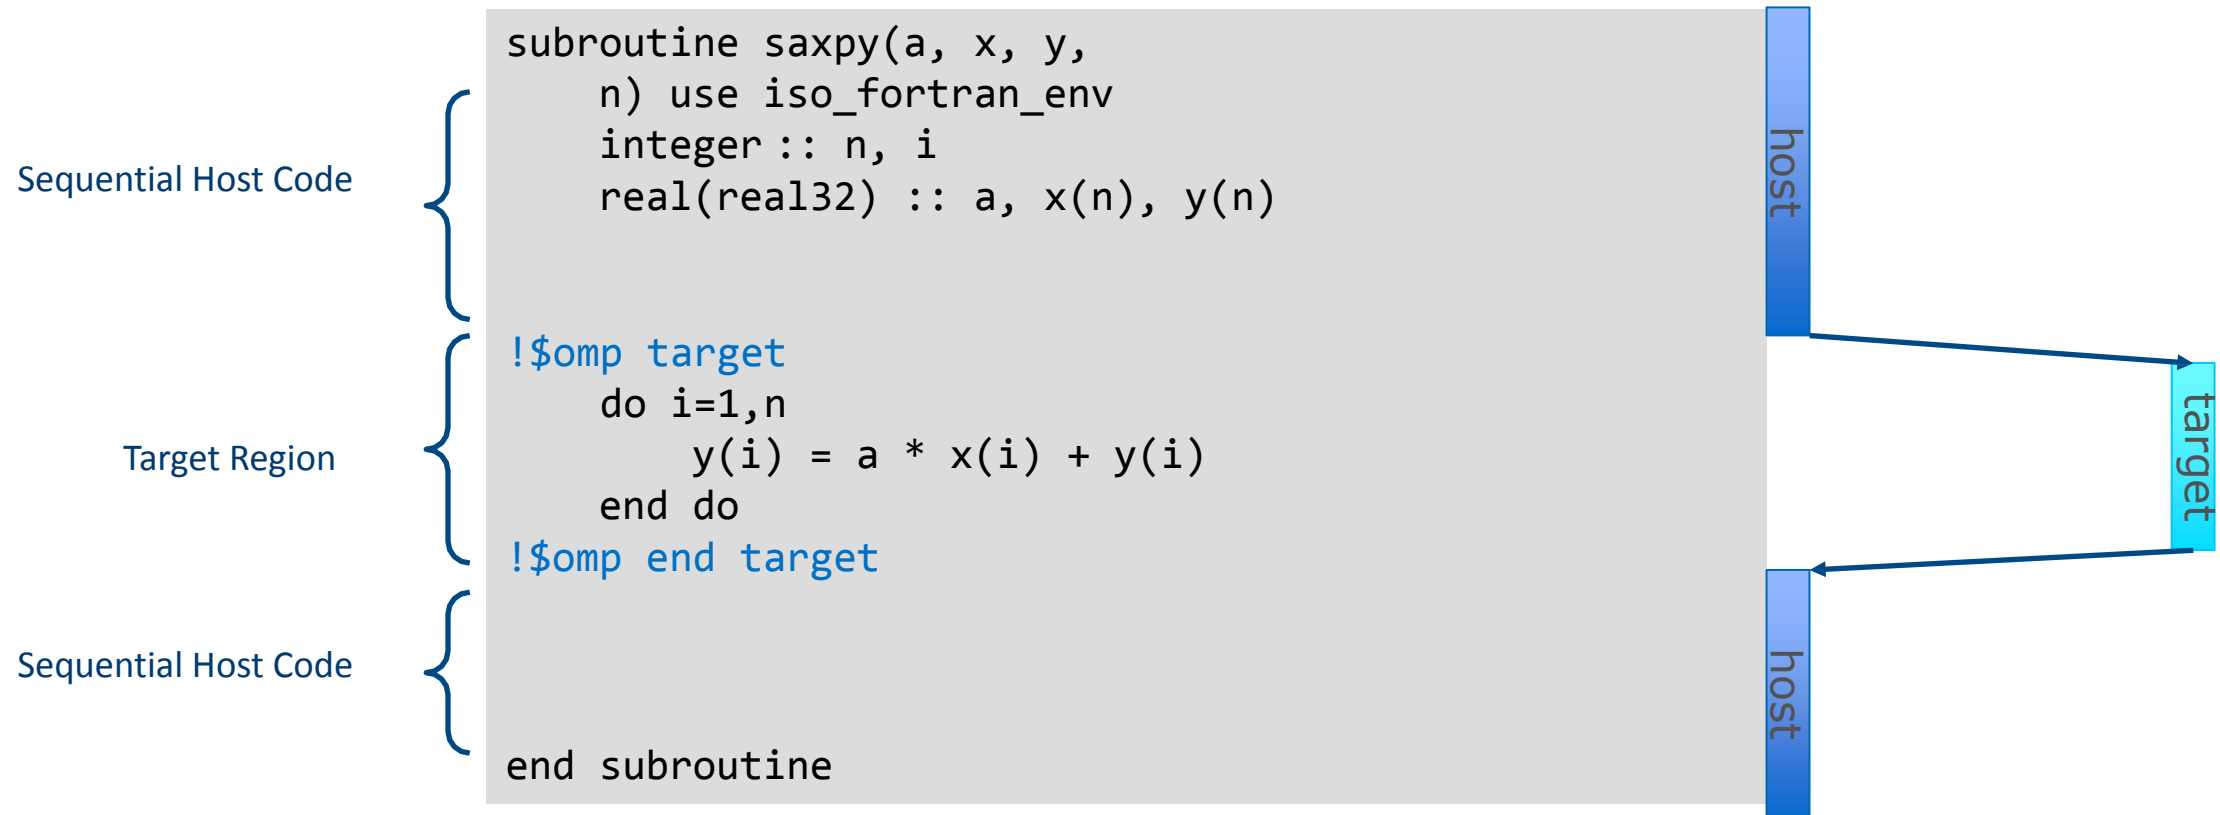 subroutine saxpy(a, x, y,
n) use iso_fortran_env
integer :: n, i
real(real32) :: a, x(n), y(n)
Sequential Host Code
host
!$omp target
do i=1,n
y(i) = a * x(i) + y(i)
end do
!$omp end target
Target Region
target
Sequential Host Code
host
end subroutine